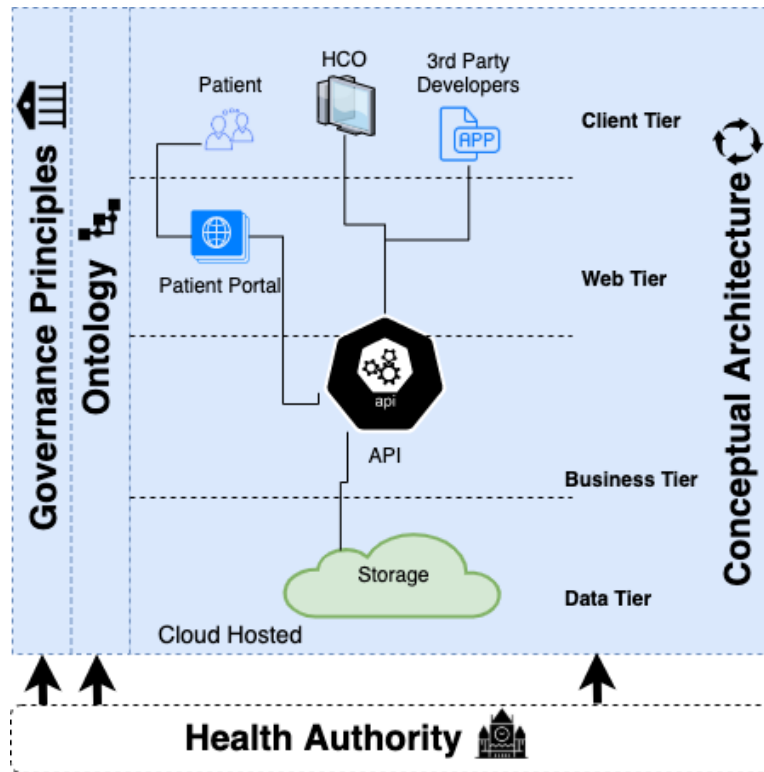 Governance Principles
Ontology
Patient
HCO
3rd Party
Developers
APP
Client Tier
Patient Portal
Web Tier
api
API
Business Tier
Storage
Data Tier
Cloud Hosted
Conceptual Architecture
Health Authority